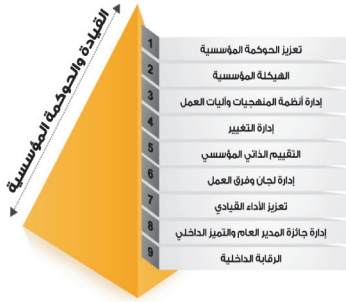 القيادة والحوكمة المؤسسية
1 تعزيز الحوكمة المؤسسية
2 الهيكلة المؤسسية
3 إدارة أنظمة المنهجيات وآليات العمل
4 إدارة التغيير
5 التقييم الذاتي المؤسسي
6 إدارة لجان وفرق العمل
7 تعزيز الأداء القيادي
8 إدارة جائزة المدير العام والتميز الداخلي
9 الرقابة الداخلية